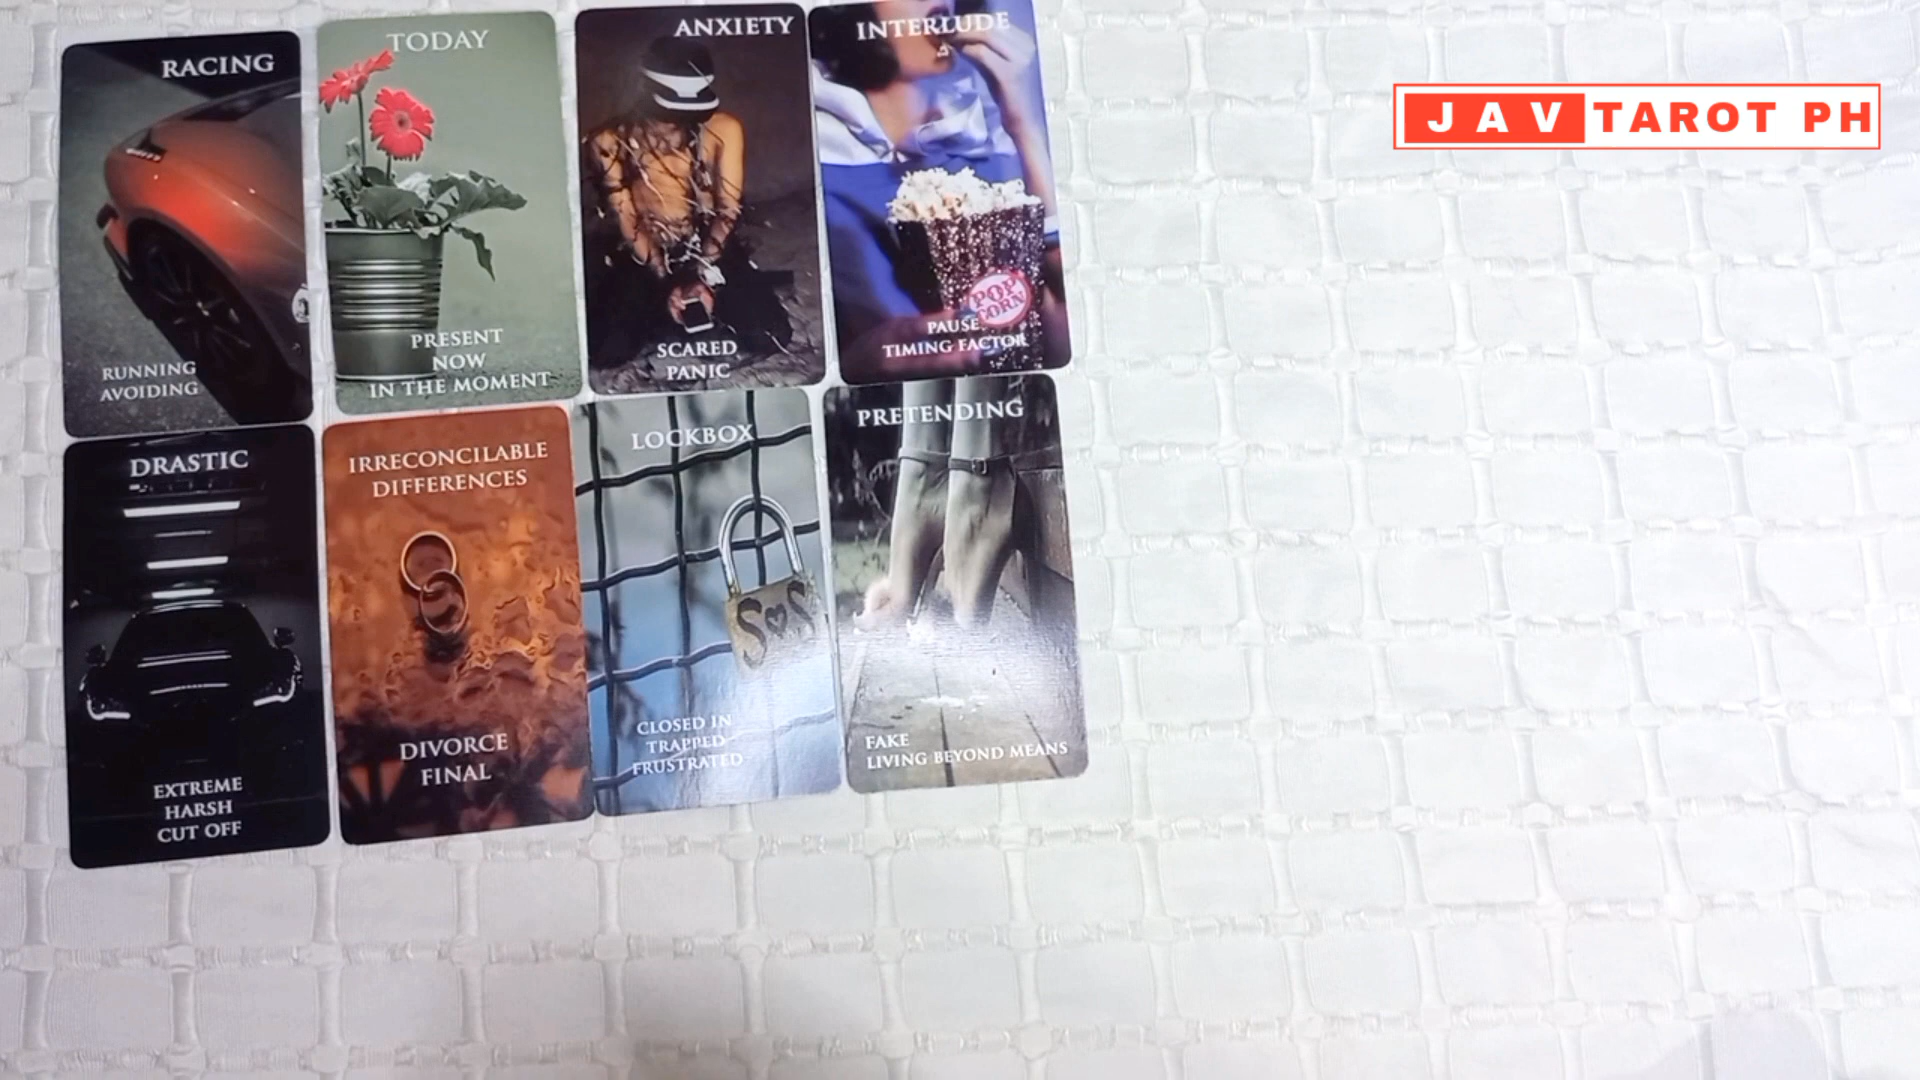 RACING
RUNNING
AVOIDING
TODAY
PRESENT
NOW
IN THE MOMENT
ANXIETY
SCARED
PANIC
INTERLUDE
POP
CORN
PAUSE
TIMING FACTOR
JAV TAROT PH
DRASTIC
EXTREME
HARSH
CUT OFF
IRRECONCILABLE
DIFFERENCES
DIVORCE
FINAL
LOCKBOX
S♥S
CLOSED IN
TRAPPED
FRUSTRATED
PRETENDING
FAKE
LIVING BEYOND MEANS